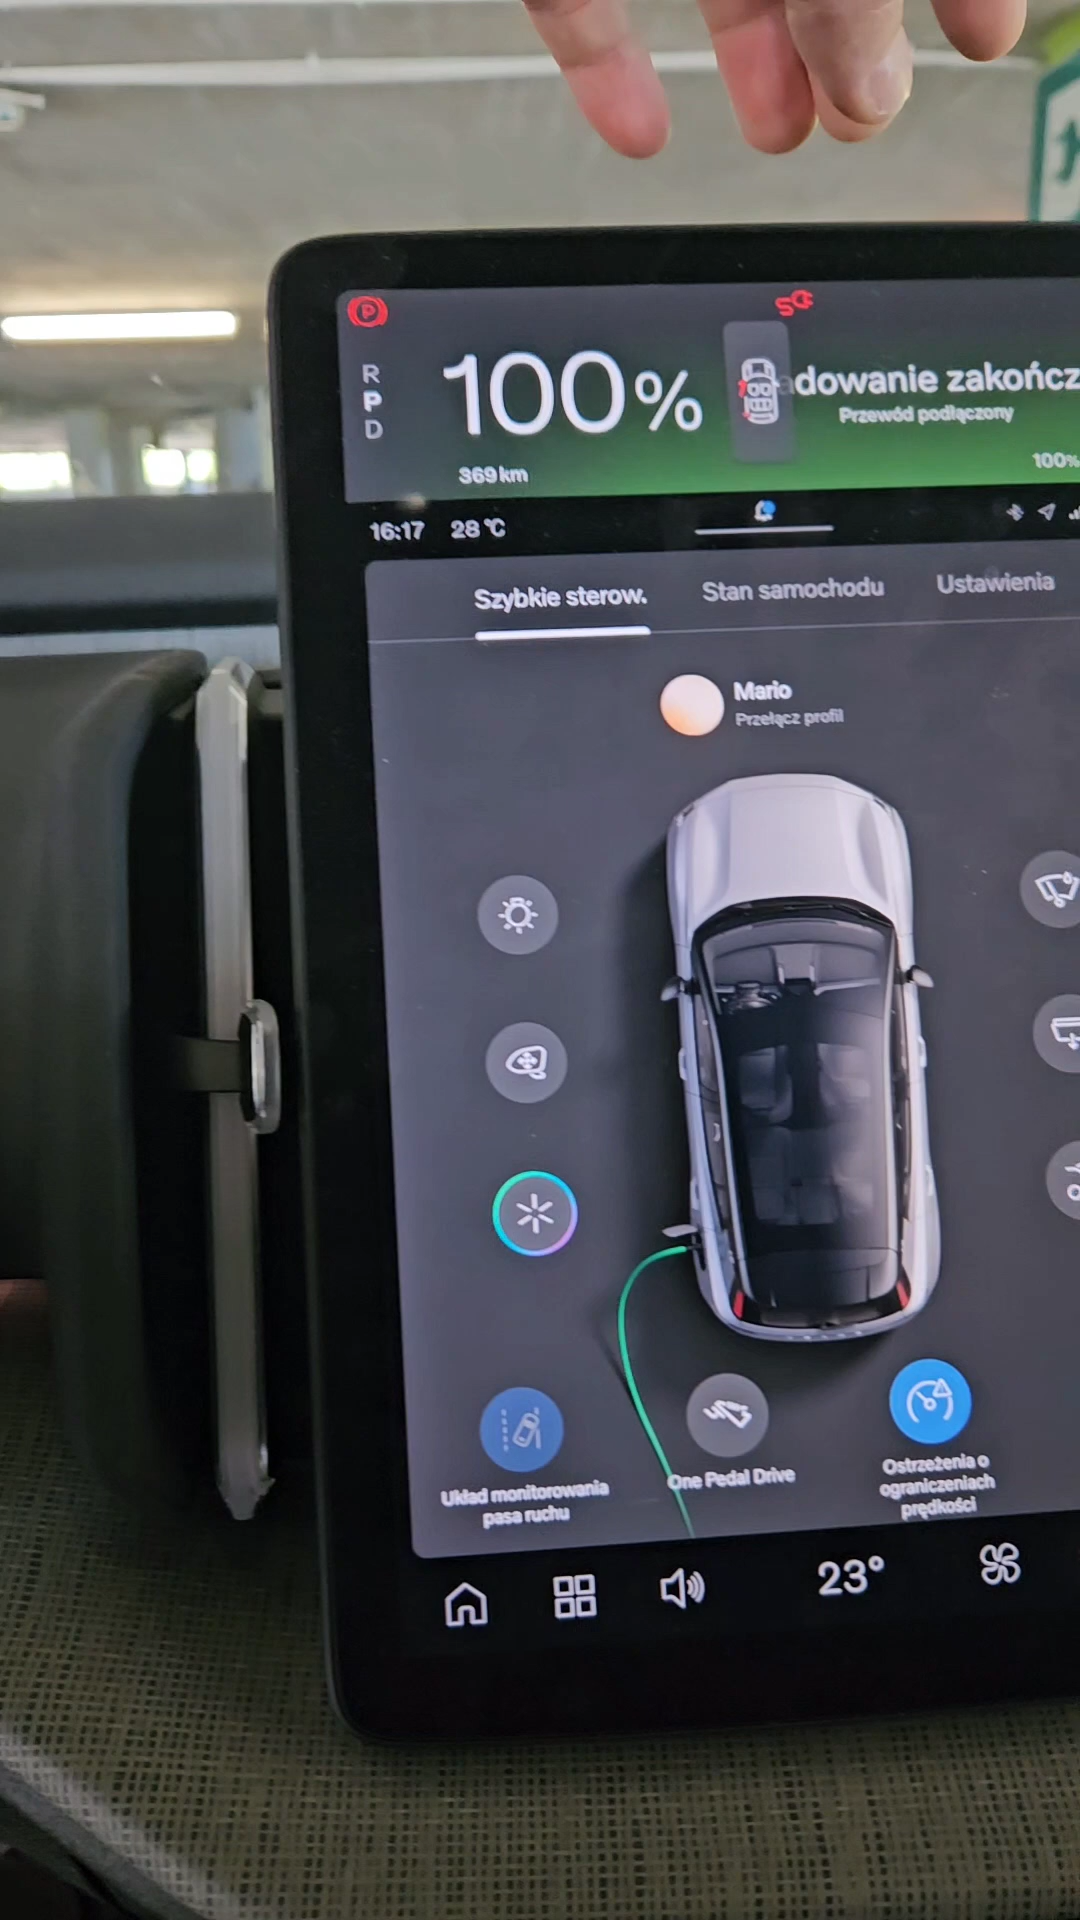 R
P
D
100%
369 km
dowanie zakończ
Przewód podłączony
100%
16:17 28 °C
Szybkie sterow. Stan samochodu Ustawienia
Mario
Przełącz profil
Układ monitorowania
pasa ruchu
One Pedal Drive
Ostrzeżenia o
ograniczeniach
prędkości
23°